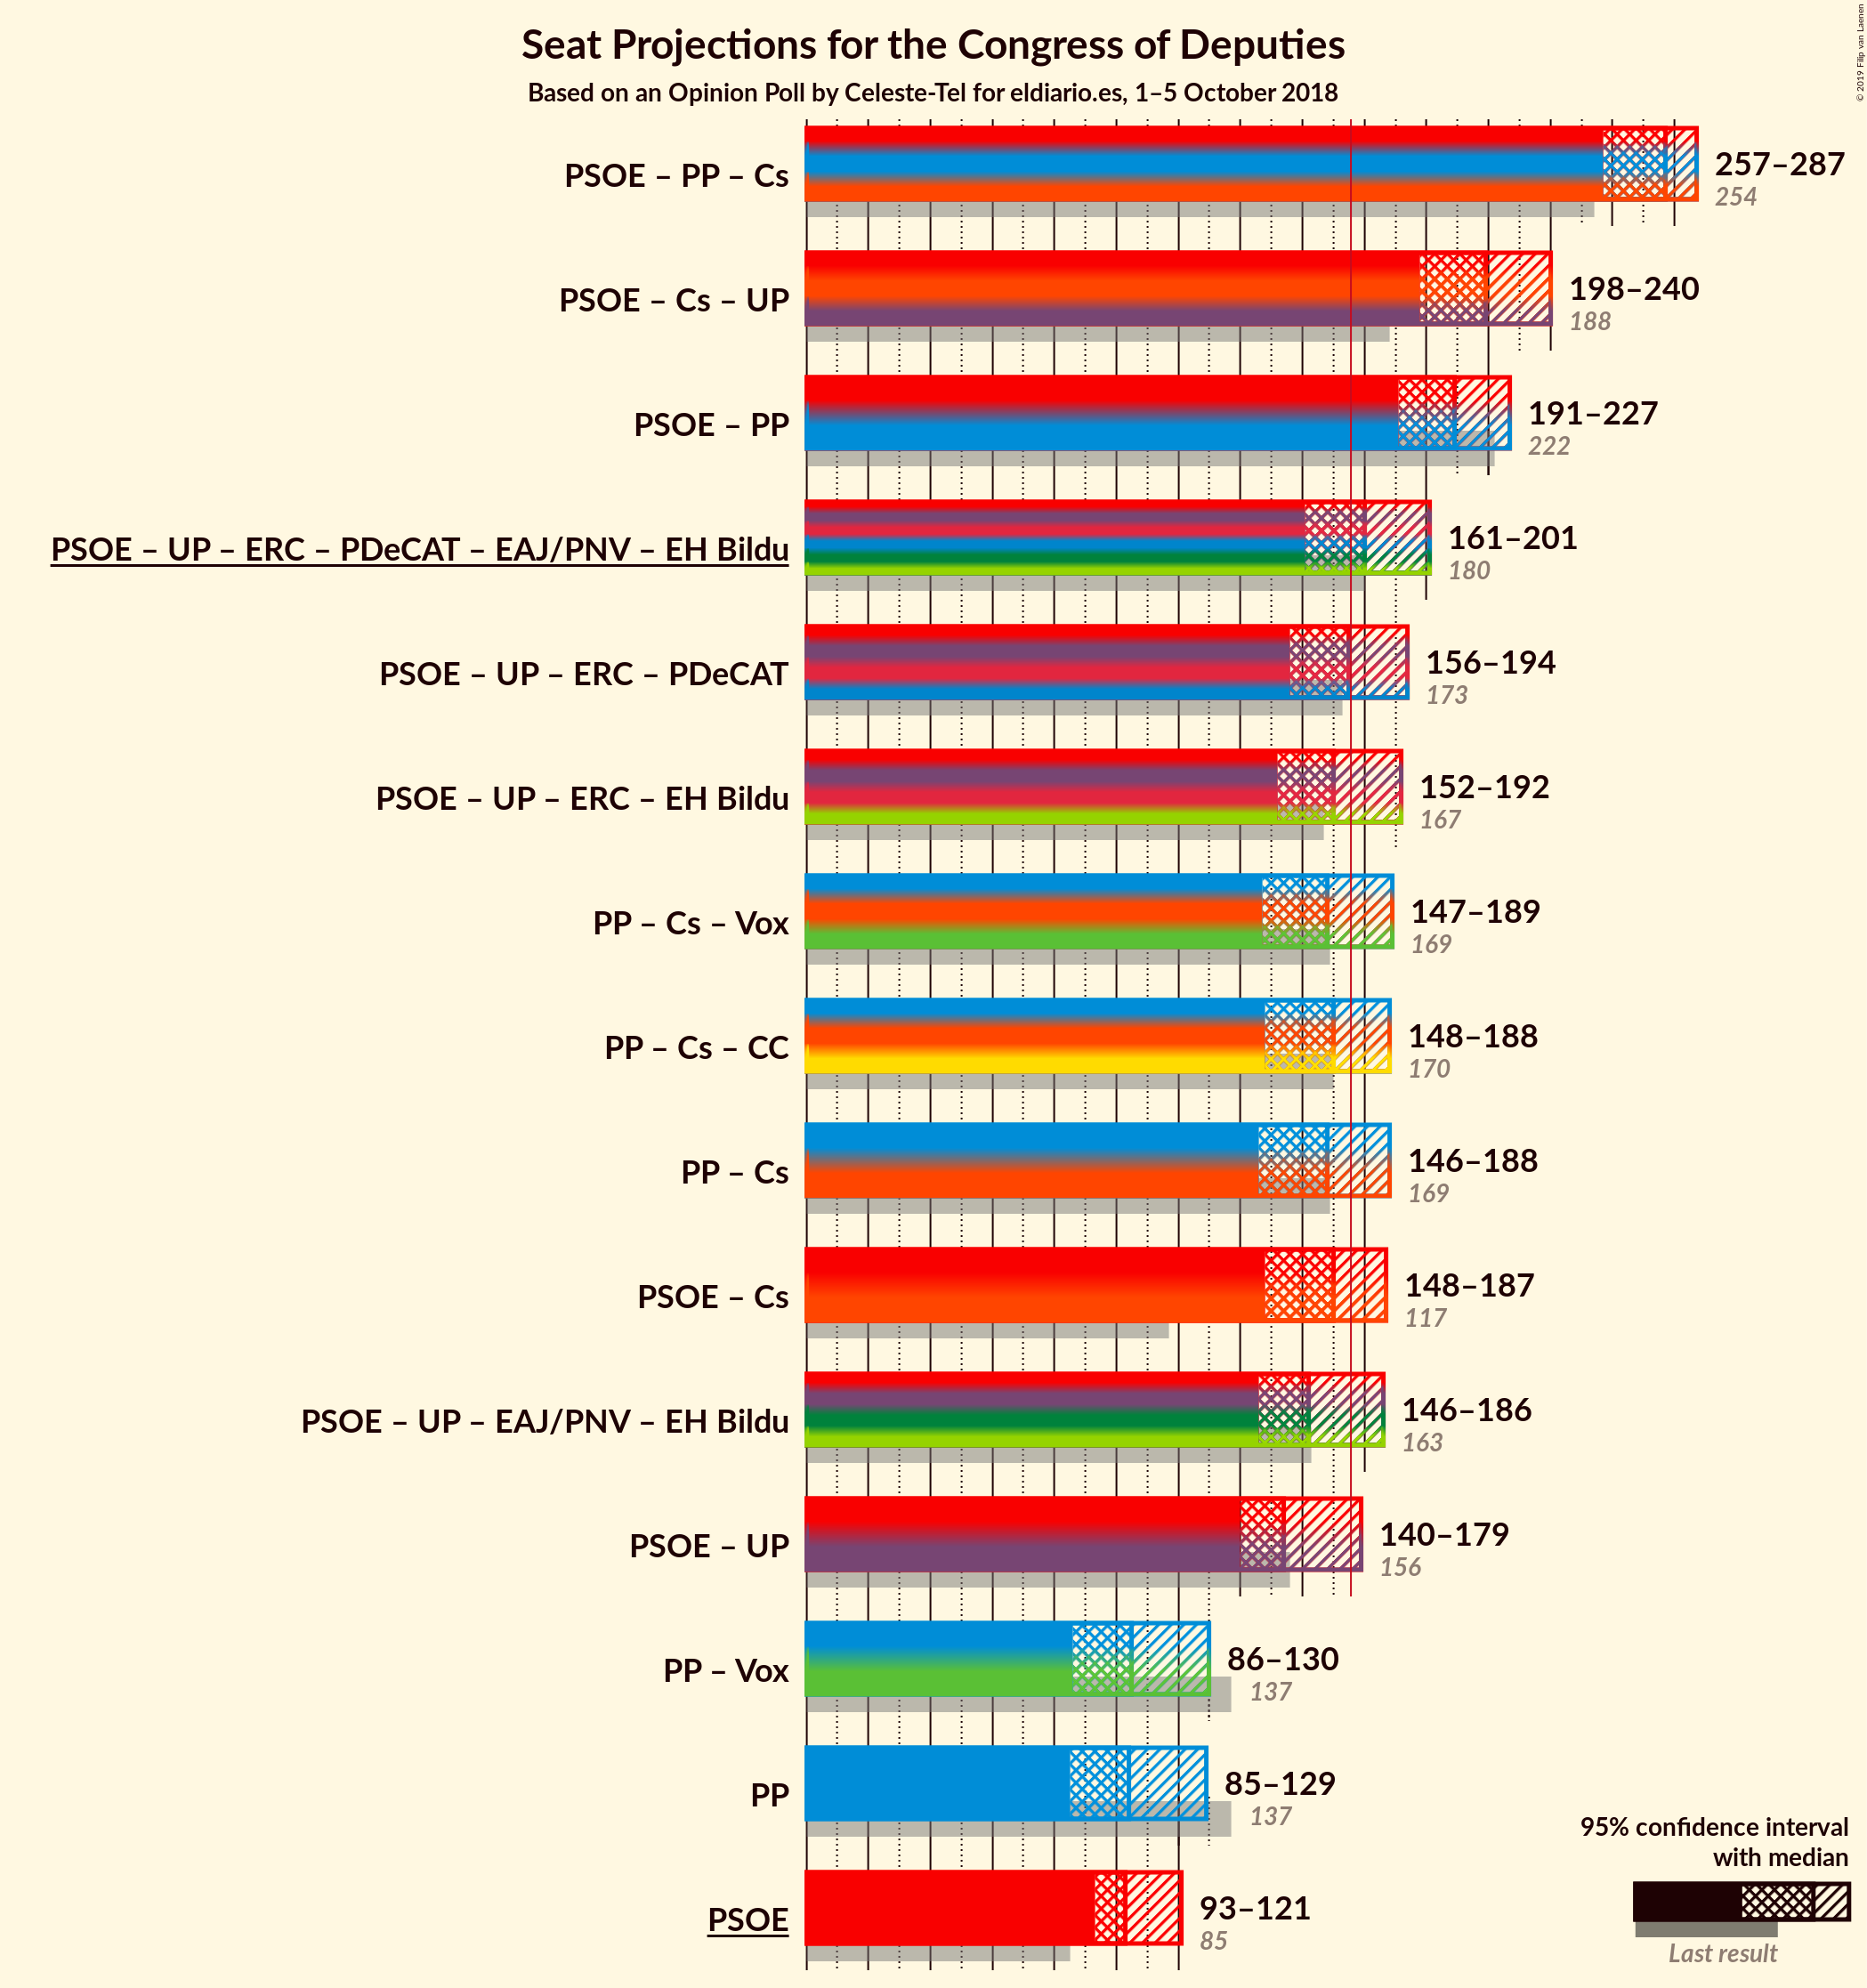 Seat Projections for the Congress of Deputies
Based on an Opinion Poll by Celeste-Tel for eldiario.es, 1–5 October 2018
© 2019 Filip van Laenen
PSOE – PP – Cs
257–287
254
PSOE – Cs – UP
198–240
188
PSOE – PP
191–227
222
PSOE – UP – ERC – PDeCAT – EAJ/PNV – EH Bildu
161–201
180
PSOE – UP – ERC – PDeCAT
156–194
173
PSOE – UP – ERC – EH Bildu
152–192
167
PP – Cs – Vox
147–189
169
PP – Cs – CC
148–188
170
PP – Cs
146–188
169
PSOE – Cs
148–187
117
PSOE – UP – EAJ/PNV – EH Bildu
146–186
163
PSOE – UP
140–179
156
PP – Vox
86–130
137
PP
85–129
137
PSOE
93–121
85
95% confidence interval
with median
Last result